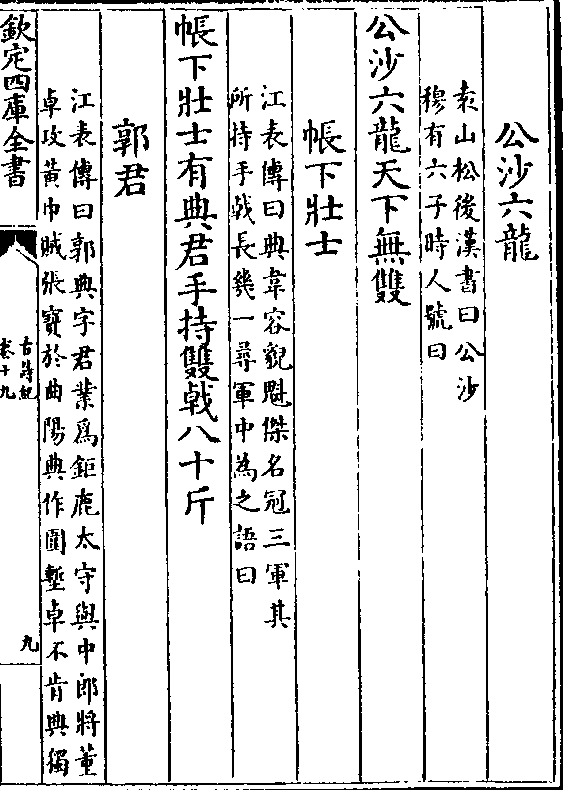 公沙六龍
袁山松後漢書曰公沙
穆有六子時人號曰
公沙六龍天下無雙
帳下壯士
江表傳曰典韋容貌魁傑名冠三軍其
所持手戟長幾一尋軍中為之語曰
帳下壯士有典君手持雙戟八十斤
郭君
江表傳曰郭典字君業爲鉅鹿太守與中郎將董
卓攻黃巾賊張寶於曲陽典作圍塹卓不肯典獨
欽定四庫全書
古詩紀
卷十九
九